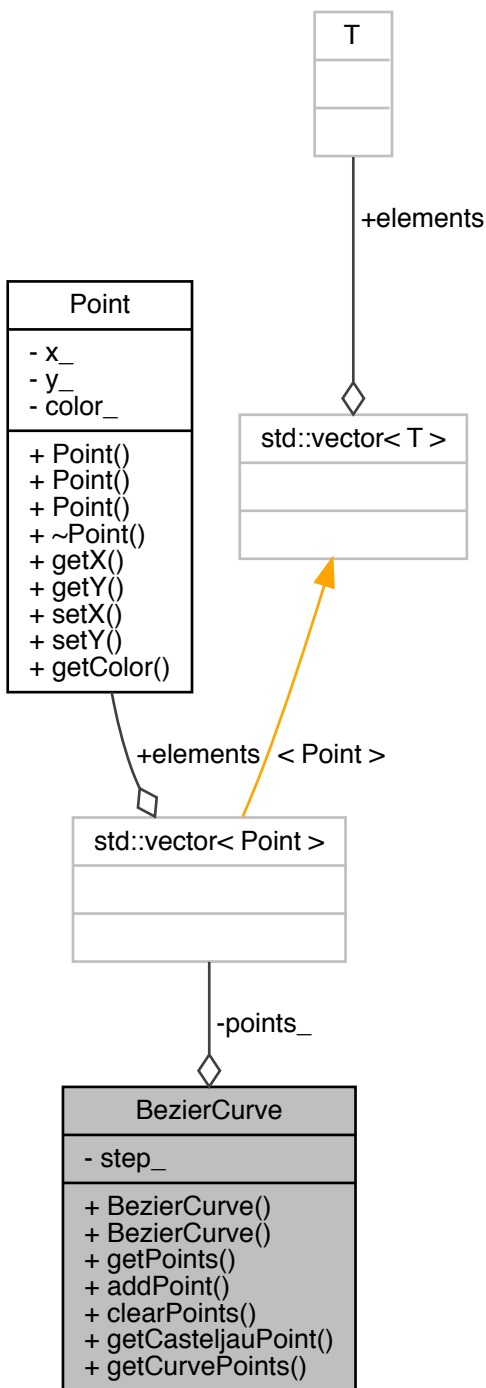 T
+elements
Point
- x_
- y_
- color_
+ Point()
+ Point()
+ Point()
+ ~Point()
+ getX()
+ getY()
+ setX()
+ setY()
+ getColor()
std::vector< T >
+elements
< Point >
std::vector< Point >
-points_
BezierCurve
- step_
+ BezierCurve()
+ BezierCurve()
+ getPoints()
+ addPoint()
+ clearPoints()
+ getCasteljauPoint()
+ getCurvePoints()